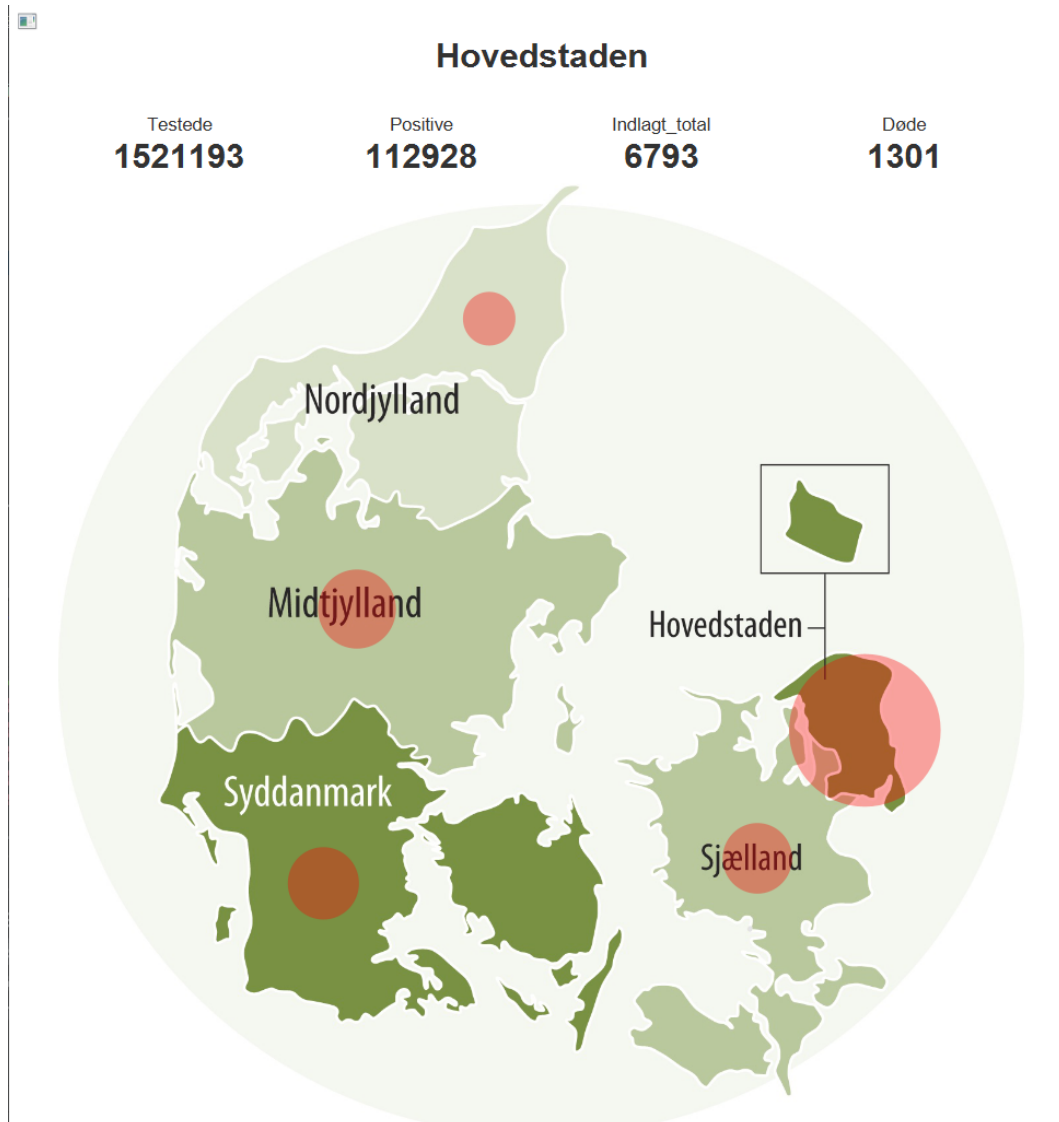 Hovedstaden
Testede Positive Indlagt_total Døde
1521193 112928 6793 1301
Nordjylland
Midtjylland
Hovedstaden
Syddanmark
Sjælland